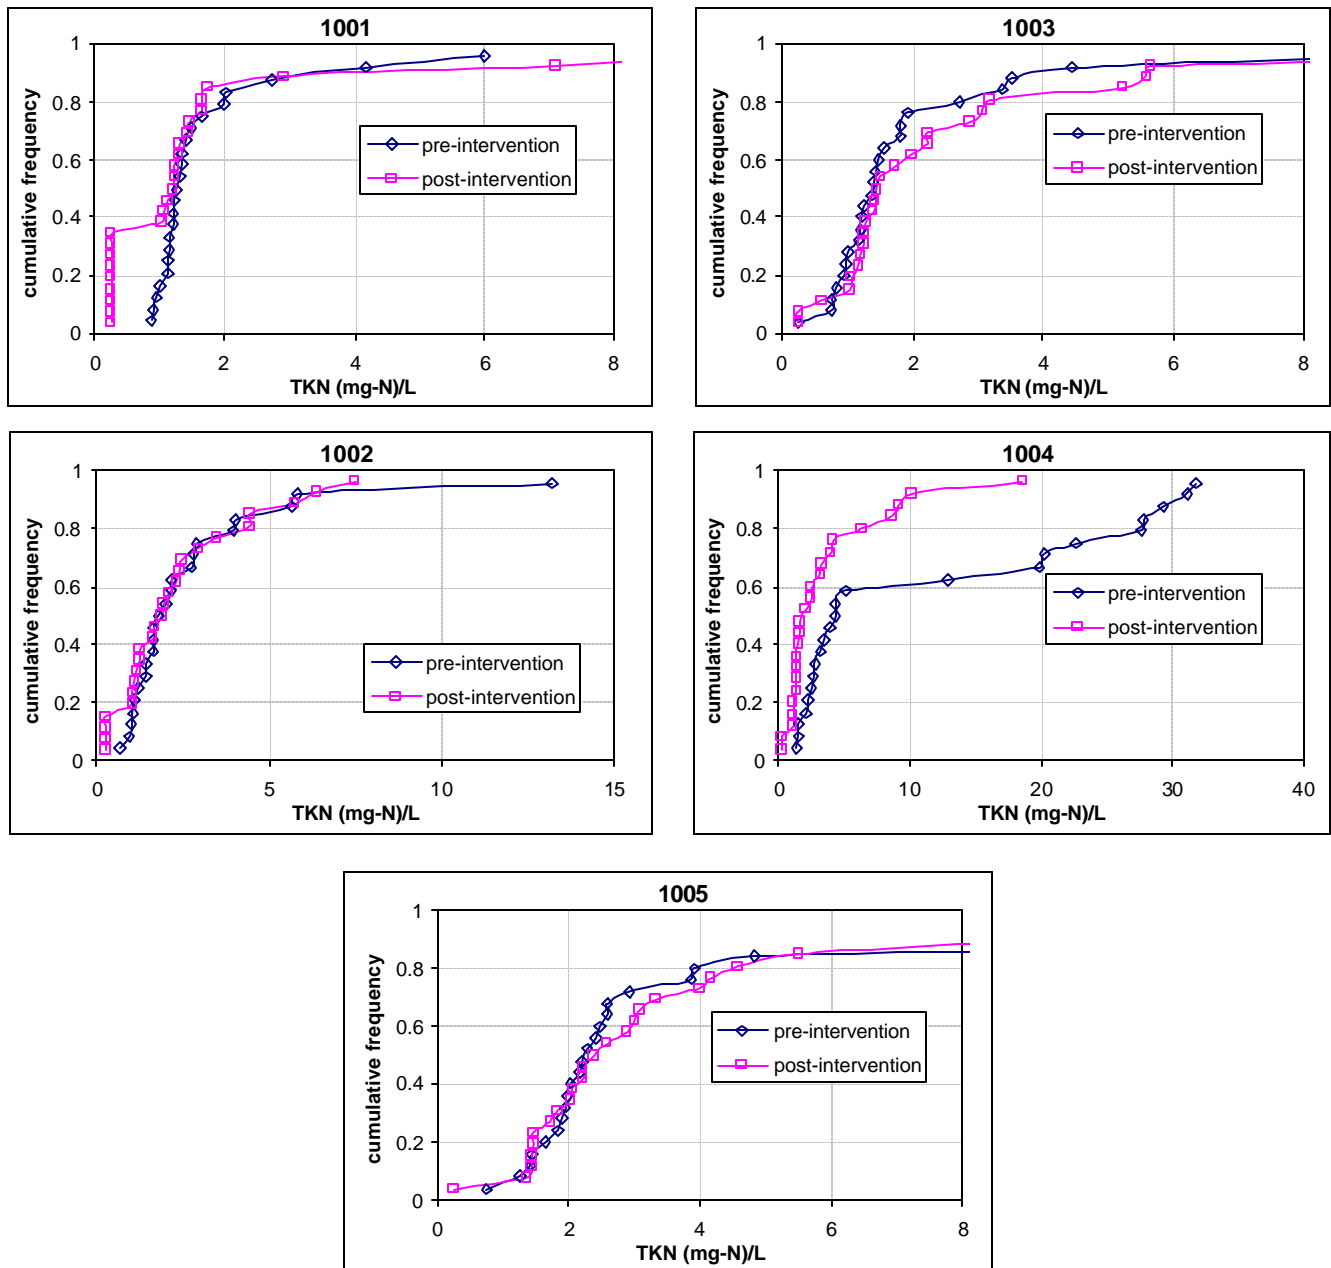 1001
cumulative frequency
1
0.8
0.6
0.4
0.2
0
0 2 4 6 8
TKN (mg-N)/L
pre-intervention
post-intervention
1003
cumulative frequency
1
0.8
0.6
0.4
0.2
0
0 2 4 6 8
TKN (mg-N)/L
pre-intervention
post-intervention
1002
cumulative frequency
1
0.8
0.6
0.4
0.2
0
0 5 10 15
TKN (mg-N)/L
pre-intervention
post-intervention
1004
cumulative frequency
1
0.8
0.6
0.4
0.2
0
0 10 20 30 40
TKN (mg-N)/L
pre-intervention
post-intervention
1005
cumulative frequency
1
0.8
0.6
0.4
0.2
0
0 2 4 6 8
TKN (mg-N)/L
pre-intervention
post-intervention